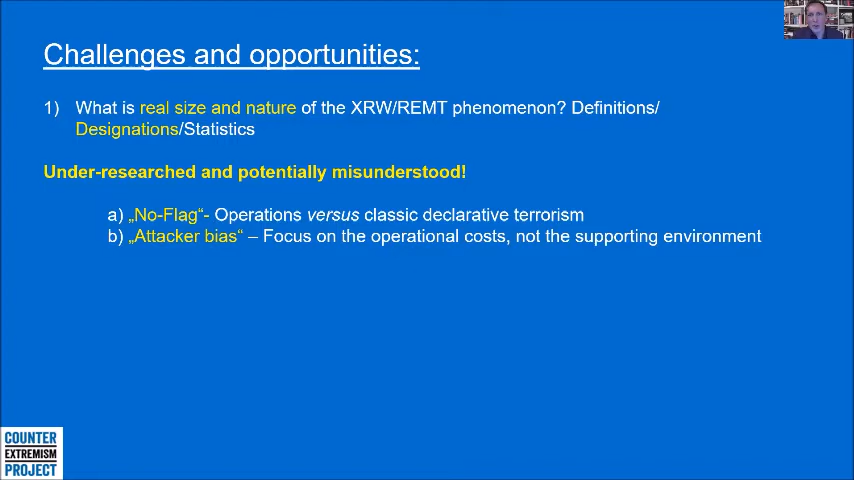 Challenges and opportunities:
1) What is real size and nature of the XRW/REMT phenomenon? Definitions/
Designations/Statistics
Under-researched and potentially misunderstood!
a) „No-Flag“- Operations versus classic declarative terrorism
b) „Attacker bias“ – Focus on the operational costs, not the supporting environment
COUNTER
EXTREMISM
PROJECT